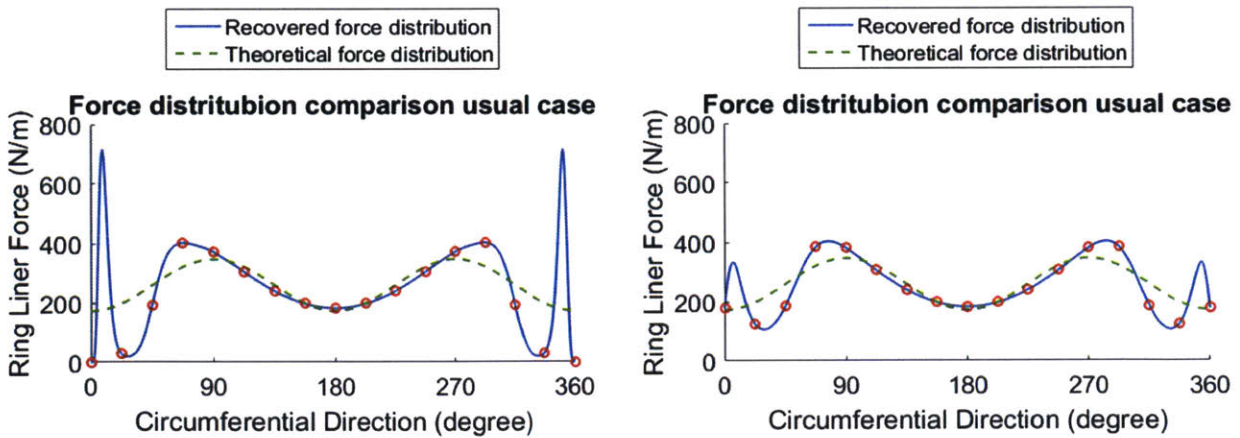 Recovered force distribution
Theoretical force distribution
Force distritubion comparison usual case
Ring Liner Force (N/m)
800
600
400
200
0
0 90 180 270 360
Circumferential Direction (degree)
Recovered force distribution
Theoretical force distribution
Force distritubion comparison usual case
Ring Liner Force (N/m)
800
600
400
200
0
0 90 180 270 360
Circumferential Direction (degree)